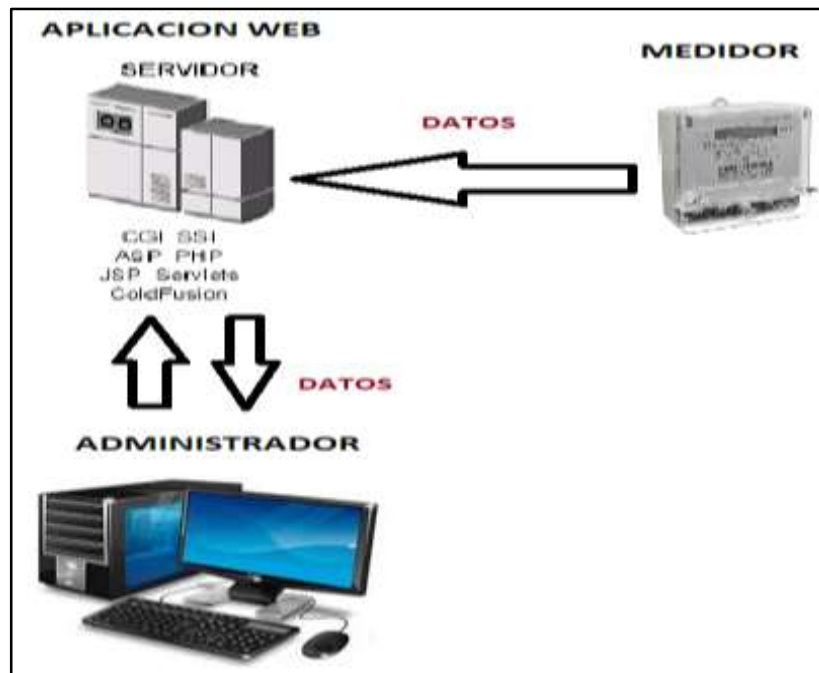 APLICACION WEB
SERVIDOR
MEDIDOR
DATOS
CGI SSI
ASP PHP
JSP Servlets
ColdFusion
DATOS
ADMINISTRADOR